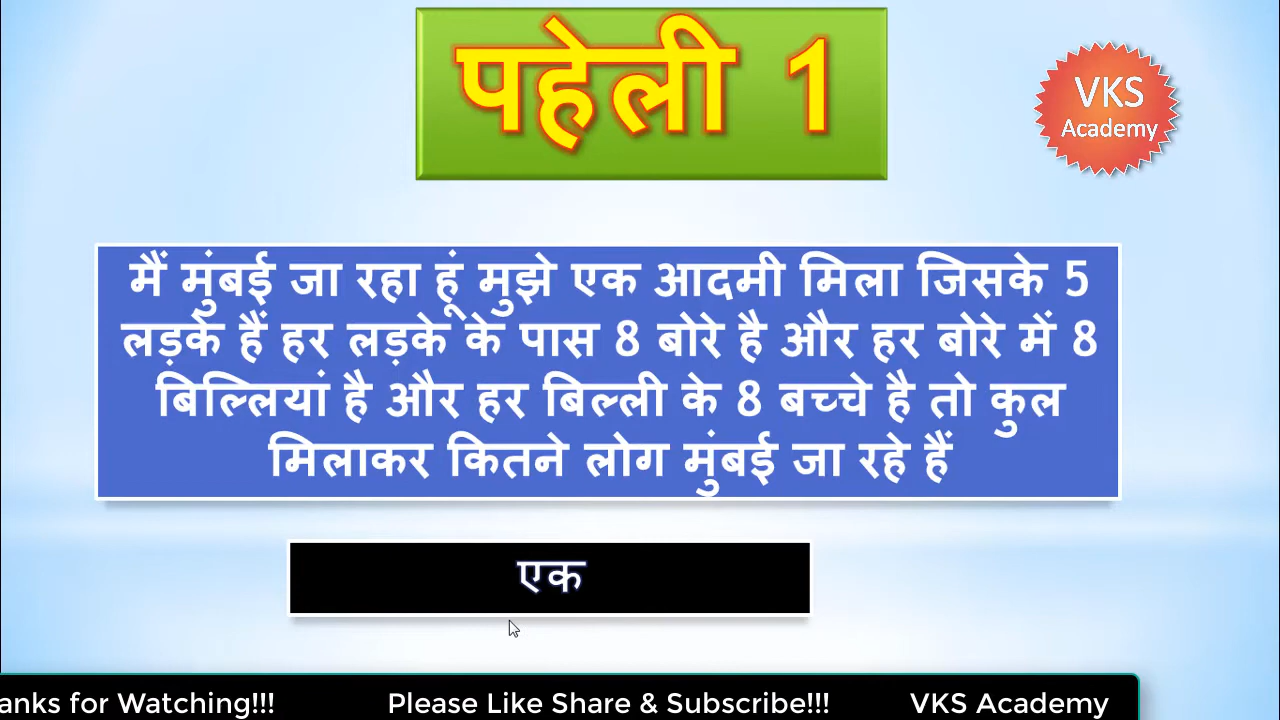 पहेली 1
VKS
Academy
मैं मुंबई जा रहा हूं मुझे एक आदमी मिला जिसके 5
लड़के हैं हर लड़के के पास 8 बोरे है और हर बोरे में 8
बिल्लियां है और हर बिल्ली के 8 बच्चे है तो कुल
मिलाकर कितने लोग मुंबई जा रहे हैं
एक
anks for Watching!!! Please Like Share & Subscribe!!! VKS Academy